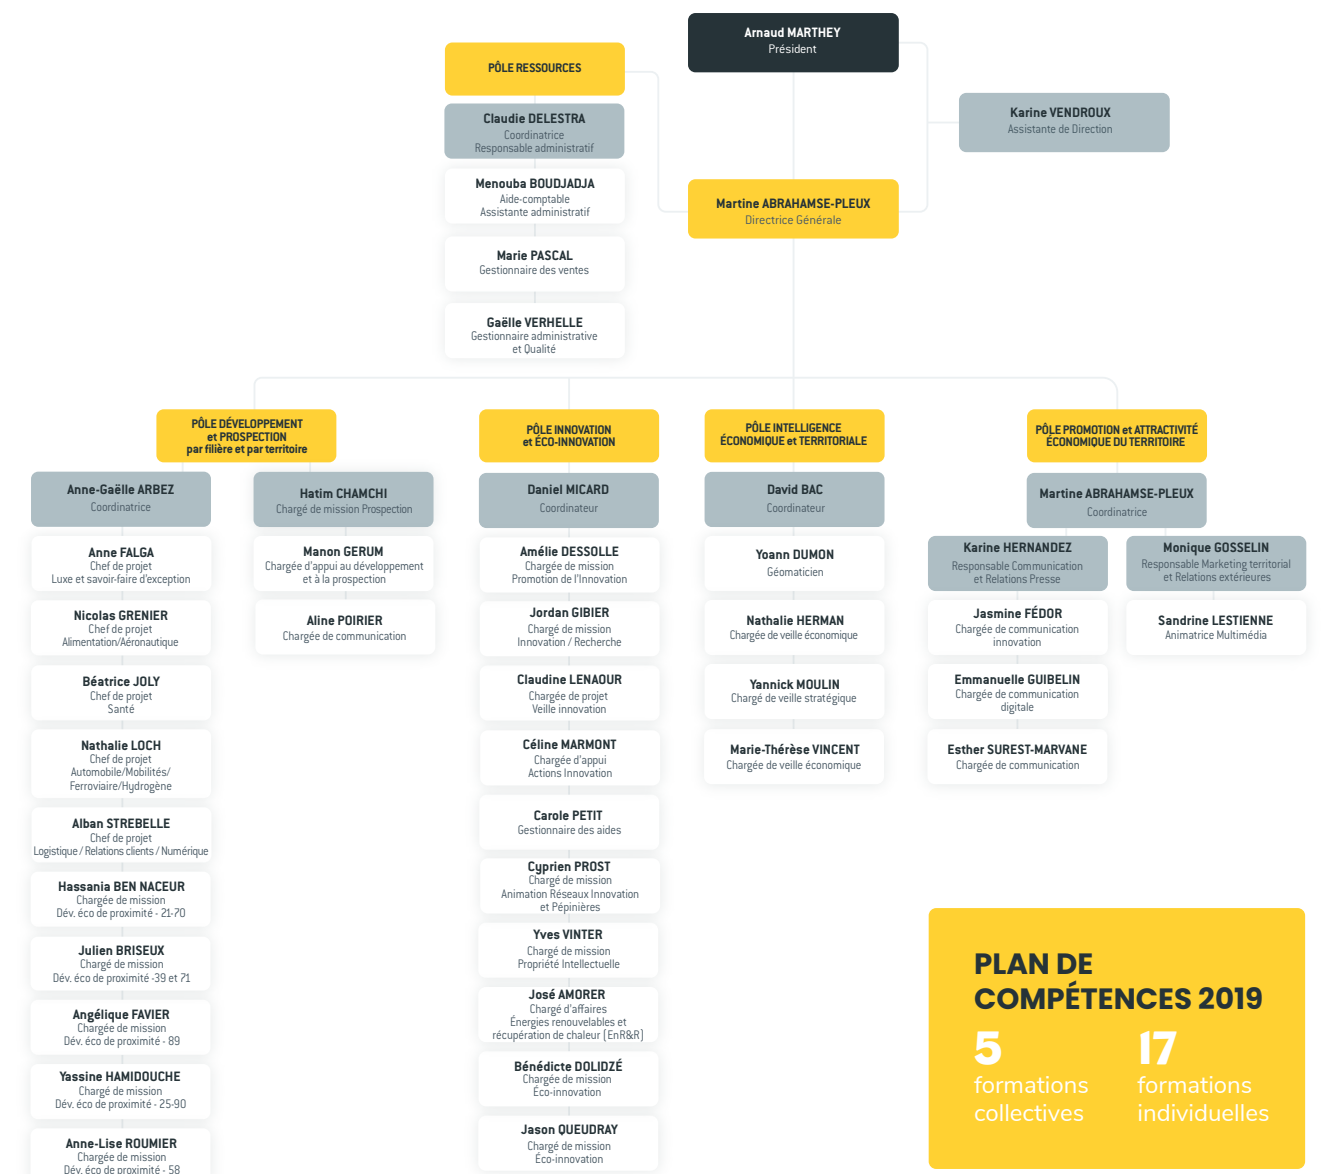 Arnaud MARTHEY
Président
Karine VENDROUX
Assistante de Direction
Martine ABRAHAMSE-PLEUX
Directrice Générale
PÔLE RESSOURCES
Claudie DELESTRA
Coordinatrice
Responsable administratif
Menouba BOUDJADJA
Aide-comptable
Assistante administratif
Marie PASCAL
Gestionnaire des ventes
Gaëlle VERHELLE
Gestionnaire administrative
et Qualité
PÔLE DÉVELOPPEMENT
et PROSPECTION
par filière et par territoire
Anne-Gaëlle ARBEZ
Coordinatrice
Anne FALGA
Chef de projet
Luxe et savoir-faire d'exception
Nicolas GRENIER
Chef de projet
Alimentation/Aéronautique
Béatrice JOLY
Chef de projet
Santé
Nathalie LOCH
Chef de projet
Automobile/Mobilités/
Ferroviaire/Hydrogène
Alban STREBELLE
Chef de projet
Logistique / Relations clients / Numérique
Hassania BEN NACEUR
Chargée de mission
Dév. éco de proximité - 21-70
Julien BRISEUX
Chargé de mission
Dév. éco de proximité -39 et 71
Angélique FAVIER
Chargée de mission
Dév. éco de proximité - 89
Yassine HAMIDOUCHE
Chargé de mission
Dév. éco de proximité - 25-90
Anne-Lise ROUMIER
Chargée de mission
Dév. éco de proximité - 58
Hatim CHAMCHI
Chargé de mission Prospection
Manon GERUM
Chargée d'appui au développement
et à la prospection
Aline POIRIER
Chargée de communication
PÔLE INNOVATION
et ÉCO-INNOVATION
Daniel MICARD
Coordinateur
Amélie DESSOLLE
Chargée de mission
Promotion de l'Innovation
Jordan GIBIER
Chargé de mission
Innovation / Recherche
Claudine LENAOUR
Chargée de projet
Veille innovation
Céline MARMONT
Chargée d'appui
Actions Innovation
Carole PETIT
Gestionnaire des aides
Cyprien PROST
Chargé de mission
Animation Réseaux Innovation
et Pépinières
Yves VINTER
Chargé de mission
Propriété Intellectuelle
José AMORER
Chargé d'affaires
Énergies renouvelables et
récupération de chaleur (EnR&R)
Bénédicte DOLIDZÉ
Chargée de mission
Éco-innovation
Jason QUEUDRAY
Chargé de mission
Éco-innovation
PÔLE INTELLIGENCE
ÉCONOMIQUE et TERRITORIALE
David BAC
Coordinateur
Yoann DUMON
Géomaticien
Nathalie HERMAN
Chargée de veille économique
Yannick MOULIN
Chargé de veille stratégique
Marie-Thérèse VINCENT
Chargée de veille économique
PÔLE PROMOTION et ATTRACTIVITÉ
ÉCONOMIQUE DU TERRITOIRE
Martine ABRAHAMSE-PLEUX
Coordinatrice
Karine HERNANDEZ
Responsable Communication
et Relations Presse
Jasmine FÉDOR
Chargée de communication
innovation
Emmanuelle GUIBELIN
Chargée de communication
digitale
Esther SUREST-MARVANE
Chargée de communication
Monique GOSSELIN
Responsable Marketing territorial
et Relations extérieures
Sandrine LESTIENNE
Animatrice Multimédia
PLAN DE
COMPÉTENCES 2019
5
formations
collectives
17
formations
individuelles